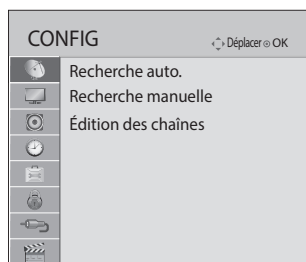 CONFIG
Déplacer OK
Recherche auto.
Recherche manuelle
Édition des chaînes